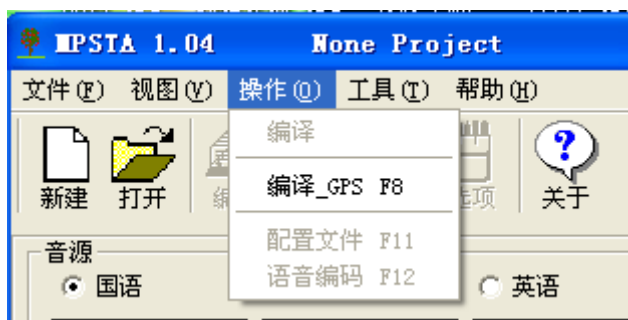 MPSTA 1.04 None Project
文件(F) 视图(V) 操作(O) 工具(T) 帮助(H)
编译
编译_GPS F8
配置文件 F11
语音编码 F12
新建 打开 选项 关于
音源
国语 英语